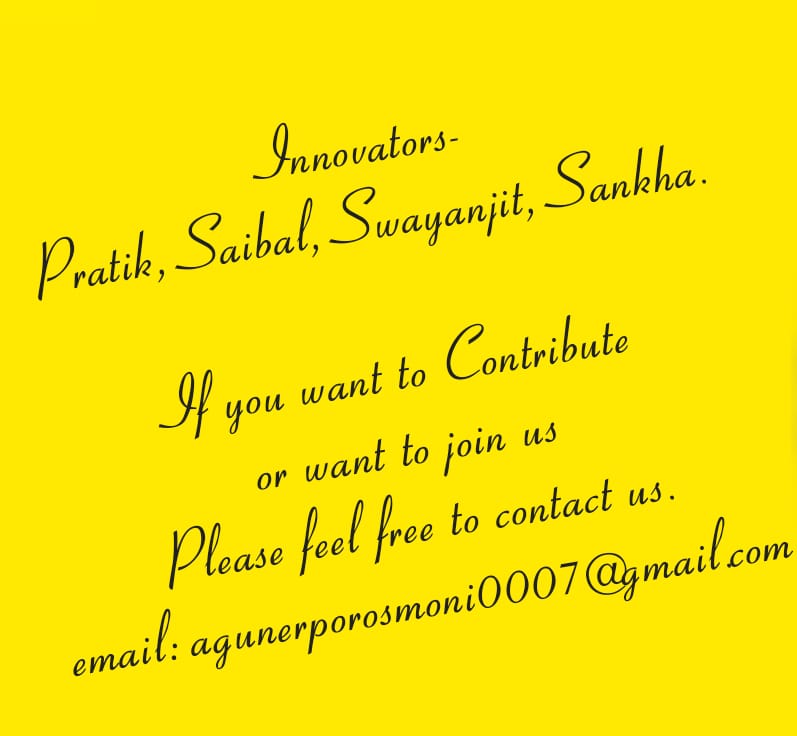 Innovators-
Pratik, Saibal, Swayanjit, Sankha.
If you want to Contribute
or want to join us
Please feel free to contact us.
email: agunerporosmoni0007@gmail.com